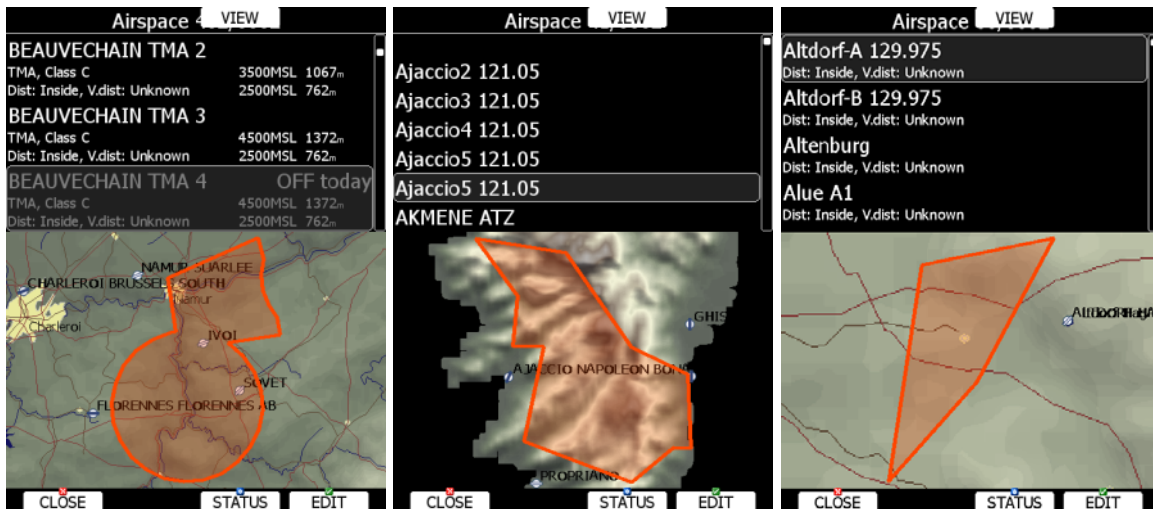 Airspace
VIEW
BEAUVECHAIN TMA 2
TMA, Class C 3500MSL 1067m
Dist: Inside, V.dist: Unknown 2500MSL 762m
BEAUVECHAIN TMA 3
TMA, Class C 4500MSL 1372m
Dist: Inside, V.dist: Unknown 2500MSL 762m
BEAUVECHAIN TMA 4 OFF today
TMA, Class C 4500MSL 1372m
Dist: Inside, V.dist: Unknown 2500MSL 762m
NAMUR SUARLEE
CHARLEROI BRUSSELS SOUTH
Namur
Charleroi
IVOI
SOVET
FLORENNES FLORENNES AB
CLOSE
STATUS
EDIT
Airspace
VIEW
Ajaccio2 121.05
Ajaccio3 121.05
Ajaccio4 121.05
Ajaccio5 121.05
Ajaccio5 121.05
AKMENE ATZ
GHIS
AJACCIO NAPOLEON BONA
PROPRIANO
CLOSE
STATUS
EDIT
Airspace
VIEW
Altdorf-A 129.975
Dist: Inside, V.dist: Unknown
Altdorf-B 129.975
Dist: Inside, V.dist: Unknown
Altenburg
Dist: Inside, V.dist: Unknown
Alue A1
Dist: Inside, V.dist: Unknown
CLOSE
STATUS
EDIT